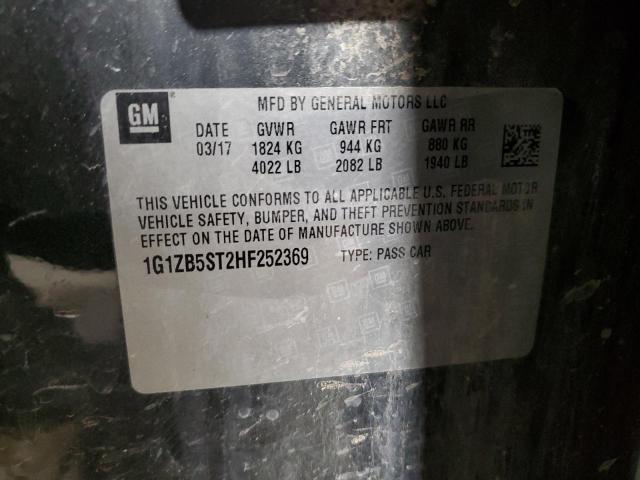 GM
MFD BY GENERAL MOTORS LLC
DATE GVWR GAWR FRT GAWR RR
03/17 1824 KG 944 KG 880 KG
4022 LB 2082 LB 1940 LB
THIS VEHICLE CONFORMS TO ALL APPLICABLE U.S. FEDERAL MOTOR
VEHICLE SAFETY, BUMPER, AND THEFT PREVENTION STANDARDS IN
EFFECT ON THE DATE OF MANUFACTURE SHOWN ABOVE.
1G1ZB5ST2HF252369 TYPE: PASS CAR